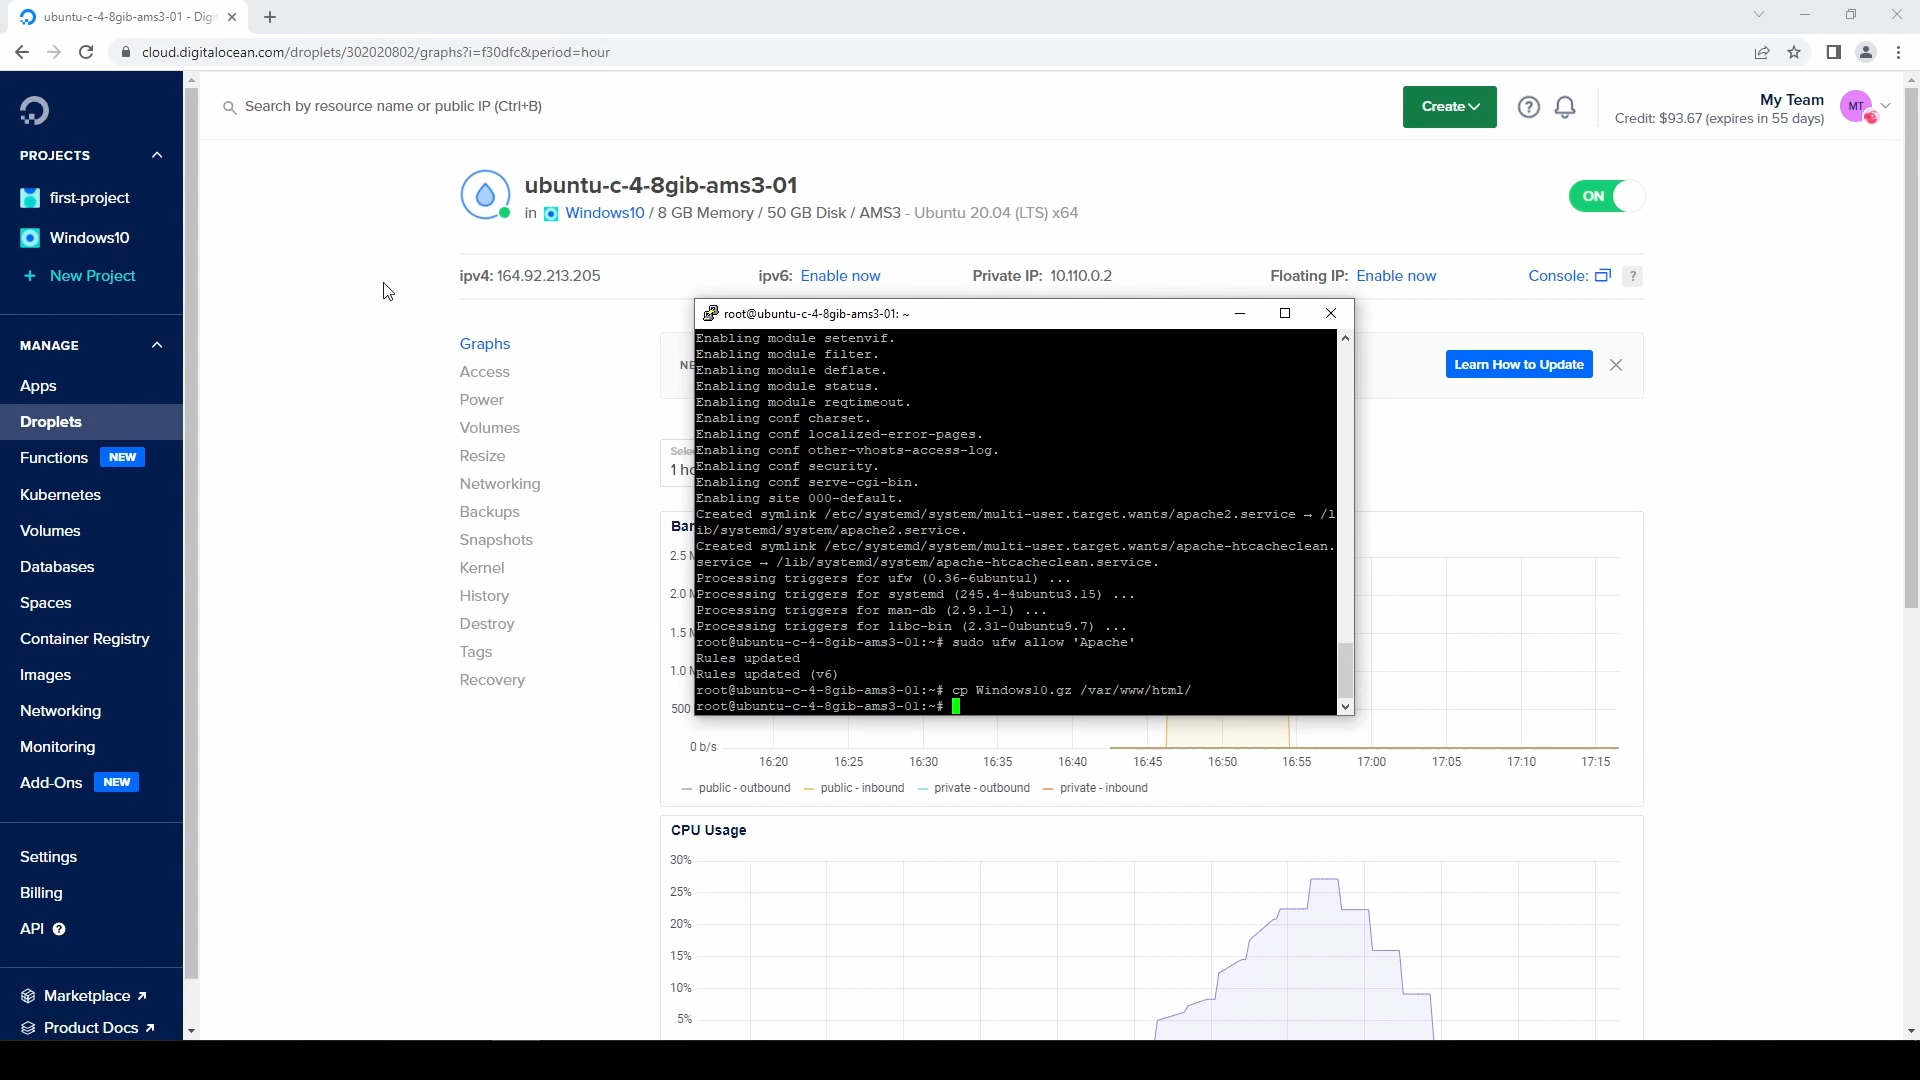 ubuntu-c-4-8gib-ams3-01 - Digi
cloud.digitalocean.com/droplets/302020802/graphs?i=f30dfc&period=hour
Search by resource name or public IP (Ctrl+B)
Create
My Team
Credit: $93.67 (expires in 55 days)
MT
PROJECTS
first-project
Windows10
+ New Project
MANAGE
Apps
Droplets
Functions NEW
Kubernetes
Volumes
Databases
Spaces
Container Registry
Images
Networking
Monitoring
Add-Ons NEW
Settings
Billing
API ?
Marketplace
Product Docs
ubuntu-c-4-8gib-ams3-01
in Windows10 / 8 GB Memory / 50 GB Disk / AMS3 - Ubuntu 20.04 (LTS) x64
ON
ipv4: 164.92.213.205 ipv6: Enable now Private IP: 10.110.0.2 Floating IP: Enable now Console: ?
Graphs
Access
Power
Volumes
Resize
Networking
Backups
Snapshots
Kernel
History
Destroy
Tags
Recovery
Learn How to Update
root@ubuntu-c-4-8gib-ams3-01: ~
Enabling module setenvif.
Enabling module filter.
Enabling module deflate.
Enabling module status.
Enabling module reqtimeout.
Enabling conf charset.
Enabling conf localized-error-pages.
Enabling conf other-vhosts-access-log.
Enabling conf security.
Enabling conf serve-cgi-bin.
Enabling site 000-default.
Created symlink /etc/systemd/system/multi-user.target.wants/apache2.service → /l
ib/systemd/system/apache2.service.
Created symlink /etc/systemd/system/multi-user.target.wants/apache-htcacheclean.
service → /lib/systemd/system/apache-htcacheclean.service.
Processing triggers for ufw (0.36-6ubuntu1) ...
Processing triggers for systemd (245.4-4ubuntu3.15) ...
Processing triggers for man-db (2.9.1-1) ...
Processing triggers for libc-bin (2.31-0ubuntu9.7) ...
root@ubuntu-c-4-8gib-ams3-01:~# sudo ufw allow 'Apache'
Rules updated
Rules updated (v6)
root@ubuntu-c-4-8gib-ams3-01:~# cp Windows10.gz /var/www/html/
root@ubuntu-c-4-8gib-ams3-01:~#
NE
Sele
1 ho
Ban
2.5 M
2.0 M
1.5 M
1.0 M
500
0 b/s
16:20 16:25 16:30 16:35 16:40 16:45 16:50 16:55 17:00 17:05 17:10 17:15
public - outbound public - inbound private - outbound private - inbound
CPU Usage
30%
25%
20%
15%
10%
5%